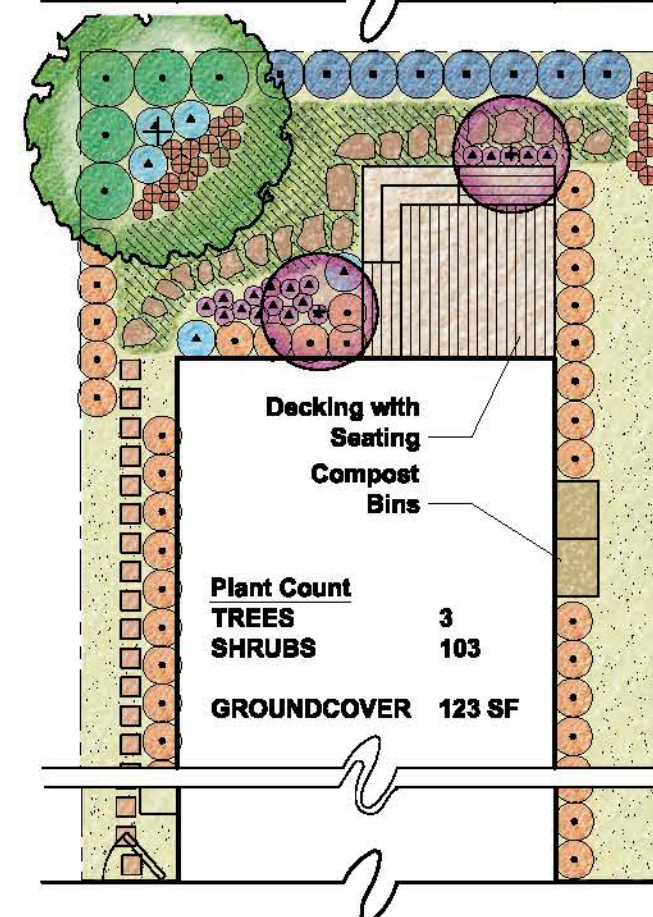 Decking with
Seating
Compost
Bins
Plant Count
TREES 3
SHRUBS 103
GROUNDCOVER 123 SF